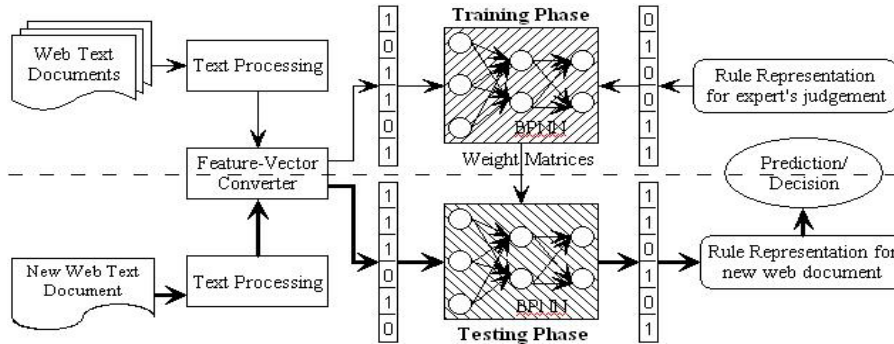 Training Phase
Web Text
Documents
Text Processing
1
0
1
1
0
1
BPNN
0
1
0
0
1
1
Rule Representation
for expert's judgement
Feature-Vector
Converter
Weight Matrices
Prediction/
Decision
New Web Text
Document
Text Processing
1
1
1
0
1
0
BPNN
1
1
0
1
0
1
Rule Representation for
new web document
Testing Phase